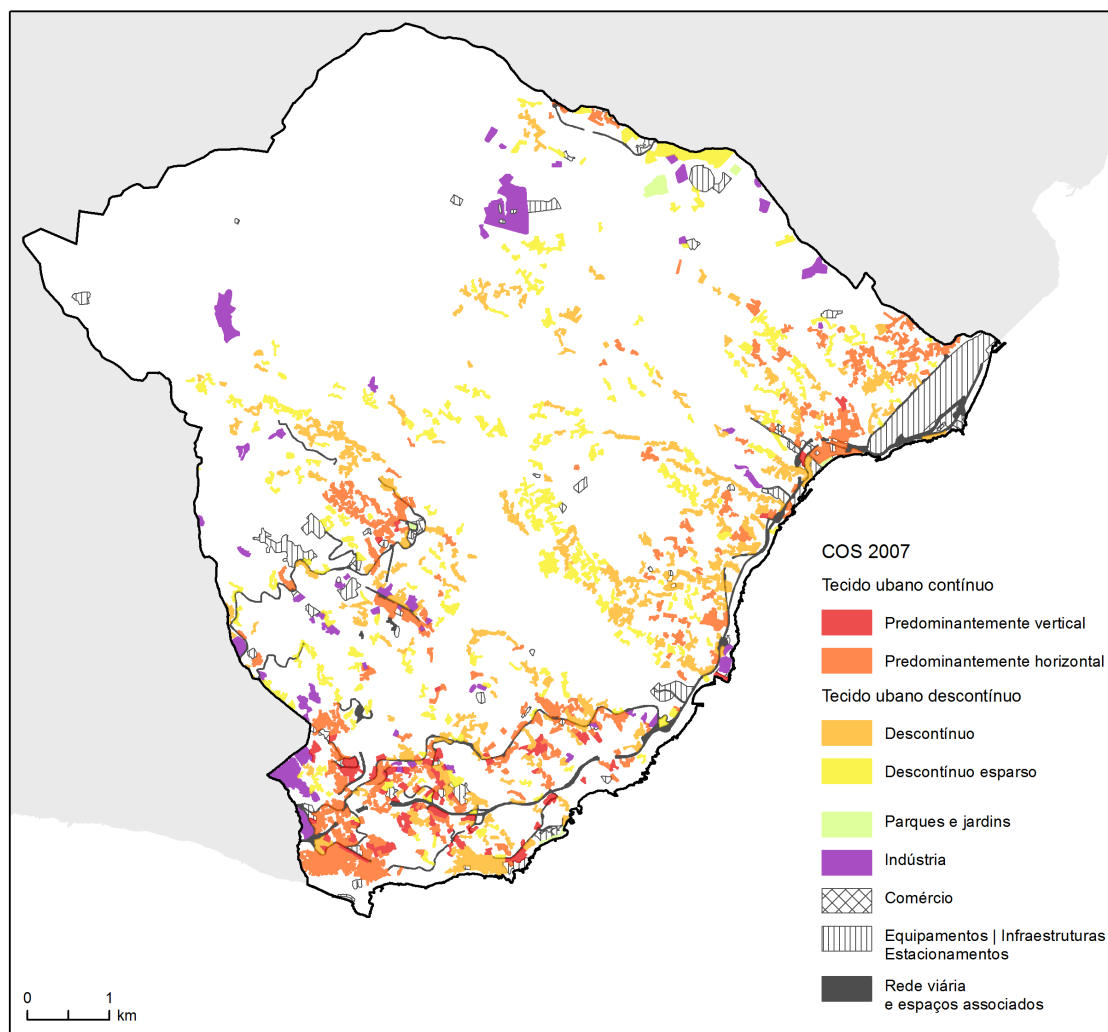 COS 2007
Tecido ubano contínuo
Predominantemente vertical
Predominantemente horizontal
Tecido ubano descontínuo
Descontínuo
Descontínuo esparso
Parques e jardins
Indústria
Comércio
Equipamentos | Infraestruturas
Estacionamentos
Rede viária
e espaços associados
0 1
km